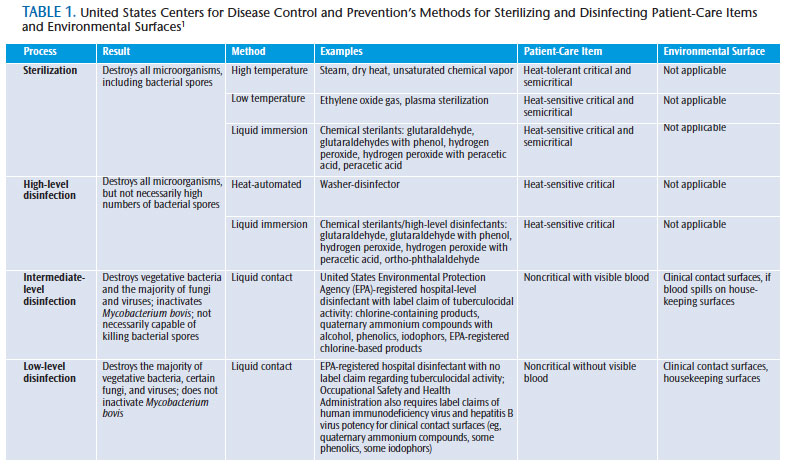 TABLE 1. United States Centers for Disease Control and Prevention's Methods for Sterilizing and Disinfecting Patient-Care Items
and Environmental Surfaces1
Process Result Method Examples Patient-Care Item Environmental Surface
Sterilization Destroys all microorganisms, High temperature Steam, dry heat, unsaturated chemical vapor Heat-tolerant critical and Not applicable
including bacterial spores semicritical
Low temperature Ethylene oxide gas, plasma sterilization Heat-sensitive critical and Not applicable
semicritical
Liquid immersion Chemical sterilants: glutaraldehyde, Heat-sensitive critical and Not applicable
glutaraldehydes with phenol, hydrogen semicritical
peroxide, hydrogen peroxide with peracetic
acid, peracetic acid
High-level Destroys all microorganisms, Heat-automated Washer-disinfector Heat-sensitive critical Not applicable
disinfection but not necessarily high
numbers of bacterial spores
Liquid immersion Chemical sterilants/high-level disinfectants: Heat-sensitive critical Not applicable
glutaraldehyde, glutaraldehyde with phenol,
hydrogen peroxide, hydrogen peroxide with
peracetic acid, ortho-phthalaldehyde
Intermediate- Destroys vegetative bacteria Liquid contact United States Environmental Protection Noncritical with visible blood Clinical contact surfaces, if
level and the majority of fungi Agency (EPA)-registered hospital-level blood spills on house-
disinfection and viruses; inactivates disinfectant with label claim of tuberculocidal keeping surfaces
Mycobacterium bovis; not activity: chlorine-containing products,
necessarily capable of quaternary ammonium compounds with
killing bacterial spores alcohol, phenolics, iodophors, EPA-registered
chlorine-based products
Low-level Destroys the majority of Liquid contact EPA-registered hospital disinfectant with no Noncritical without visible Clinical contact surfaces,
disinfection vegetative bacteria, certain label claim regarding tuberculocidal activity; blood housekeeping surfaces
fungi, and viruses; does not Occupational Safety and Health
inactivate Mycobacterium Administration also requires label claims of
bovis human immunodeficiency virus and hepatitis B
virus potency for clinical contact surfaces (eg,
quaternary ammonium compounds, some
phenolics, some iodophors)